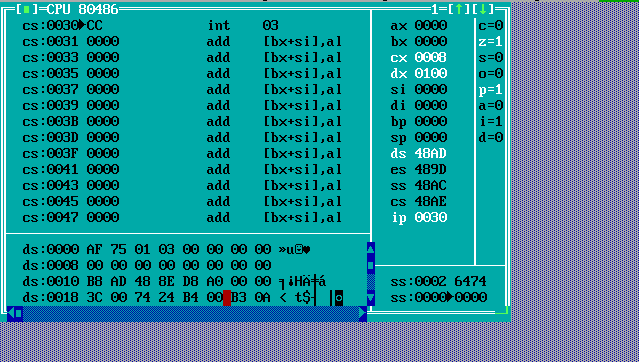 [■]=CPU 80486 1=[↑][↓]
cs:0030►CC int 03 ax 0000 c=0
cs:0031 0000 add [bx+si],al bx 0000 z=1
cs:0033 0000 add [bx+si],al cx 0008 s=0
cs:0035 0000 add [bx+si],al dx 0100 o=0
cs:0037 0000 add [bx+si],al si 0000 p=1
cs:0039 0000 add [bx+si],al di 0000 a=0
cs:003B 0000 add [bx+si],al bp 0000 i=1
cs:003D 0000 add [bx+si],al sp 0000 d=0
cs:003F 0000 add [bx+si],al ds 48AD
cs:0041 0000 add [bx+si],al es 489D
cs:0043 0000 add [bx+si],al ss 48AC
cs:0045 0000 add [bx+si],al cs 48AE
cs:0047 0000 add [bx+si],al ip 0030
ds:0000 AF 75 01 03 00 00 00 00 »u☺♥
ds:0008 00 00 00 00 00 00 00 00
ds:0010 B8 AD 48 8E D8 A0 00 00 ╕¡HÄ╪á ss:0002 6474
ds:0018 3C 00 74 24 B4 00 B3 0A < t$┤ │◙ ss:0000►0000